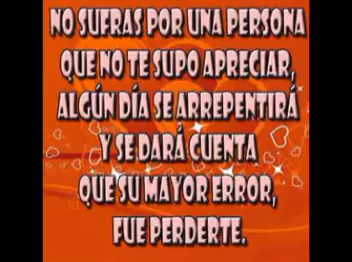 NO SUFRAS POR UNA PERSONA
QUE NO TE SUPO APRECIAR,
ALGÚN DÍA SE ARREPENTIRÁ
Y SE DARÁ CUENTA
QUE SU MAYOR ERROR,
FUE PERDERTE.